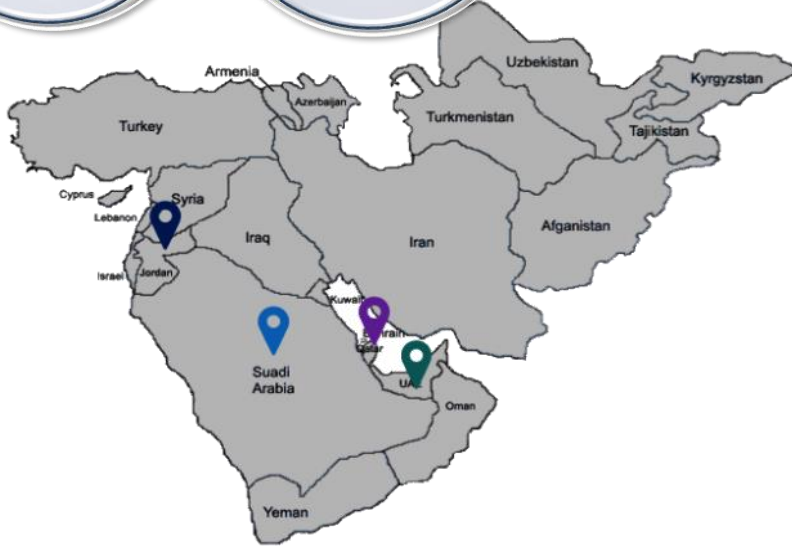 Uzbekistan
Kyrgyzstan
Armenia
Azerbaijan
Turkmenistan
Turkey
Tajikistan
Cyprus
Syria
Lebanon
Afganistan
Iraq
Iran
Israel
Jordan
Kuwait
Qatar
Suadi
Arabia
Oman
Yemen